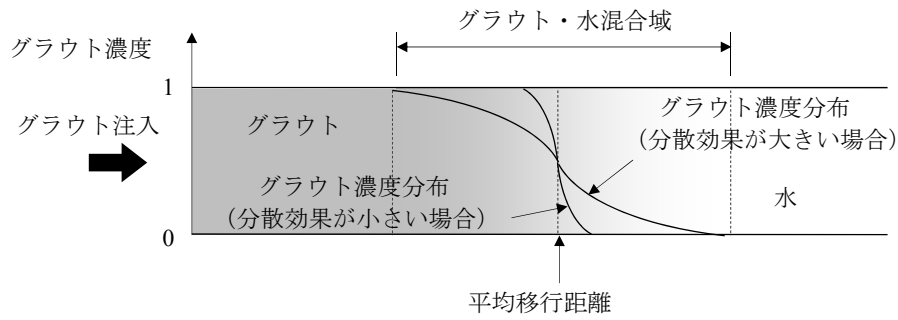 グラウト・水混合域
グラウト濃度
1
グラウト濃度分布
(分散効果が大きい場合)
グラウト注入
グラウト
グラウト濃度分布
(分散効果が小さい場合)
水
0
平均移行距離